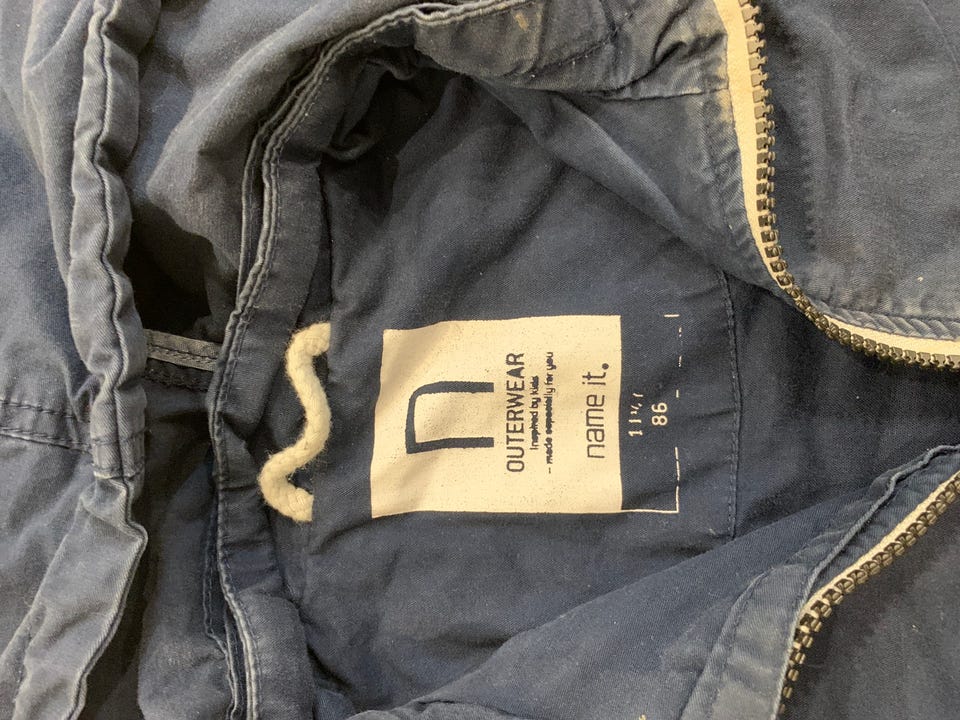 n
OUTERWEAR
Inspired by kids
- made especially for you
name it.
86